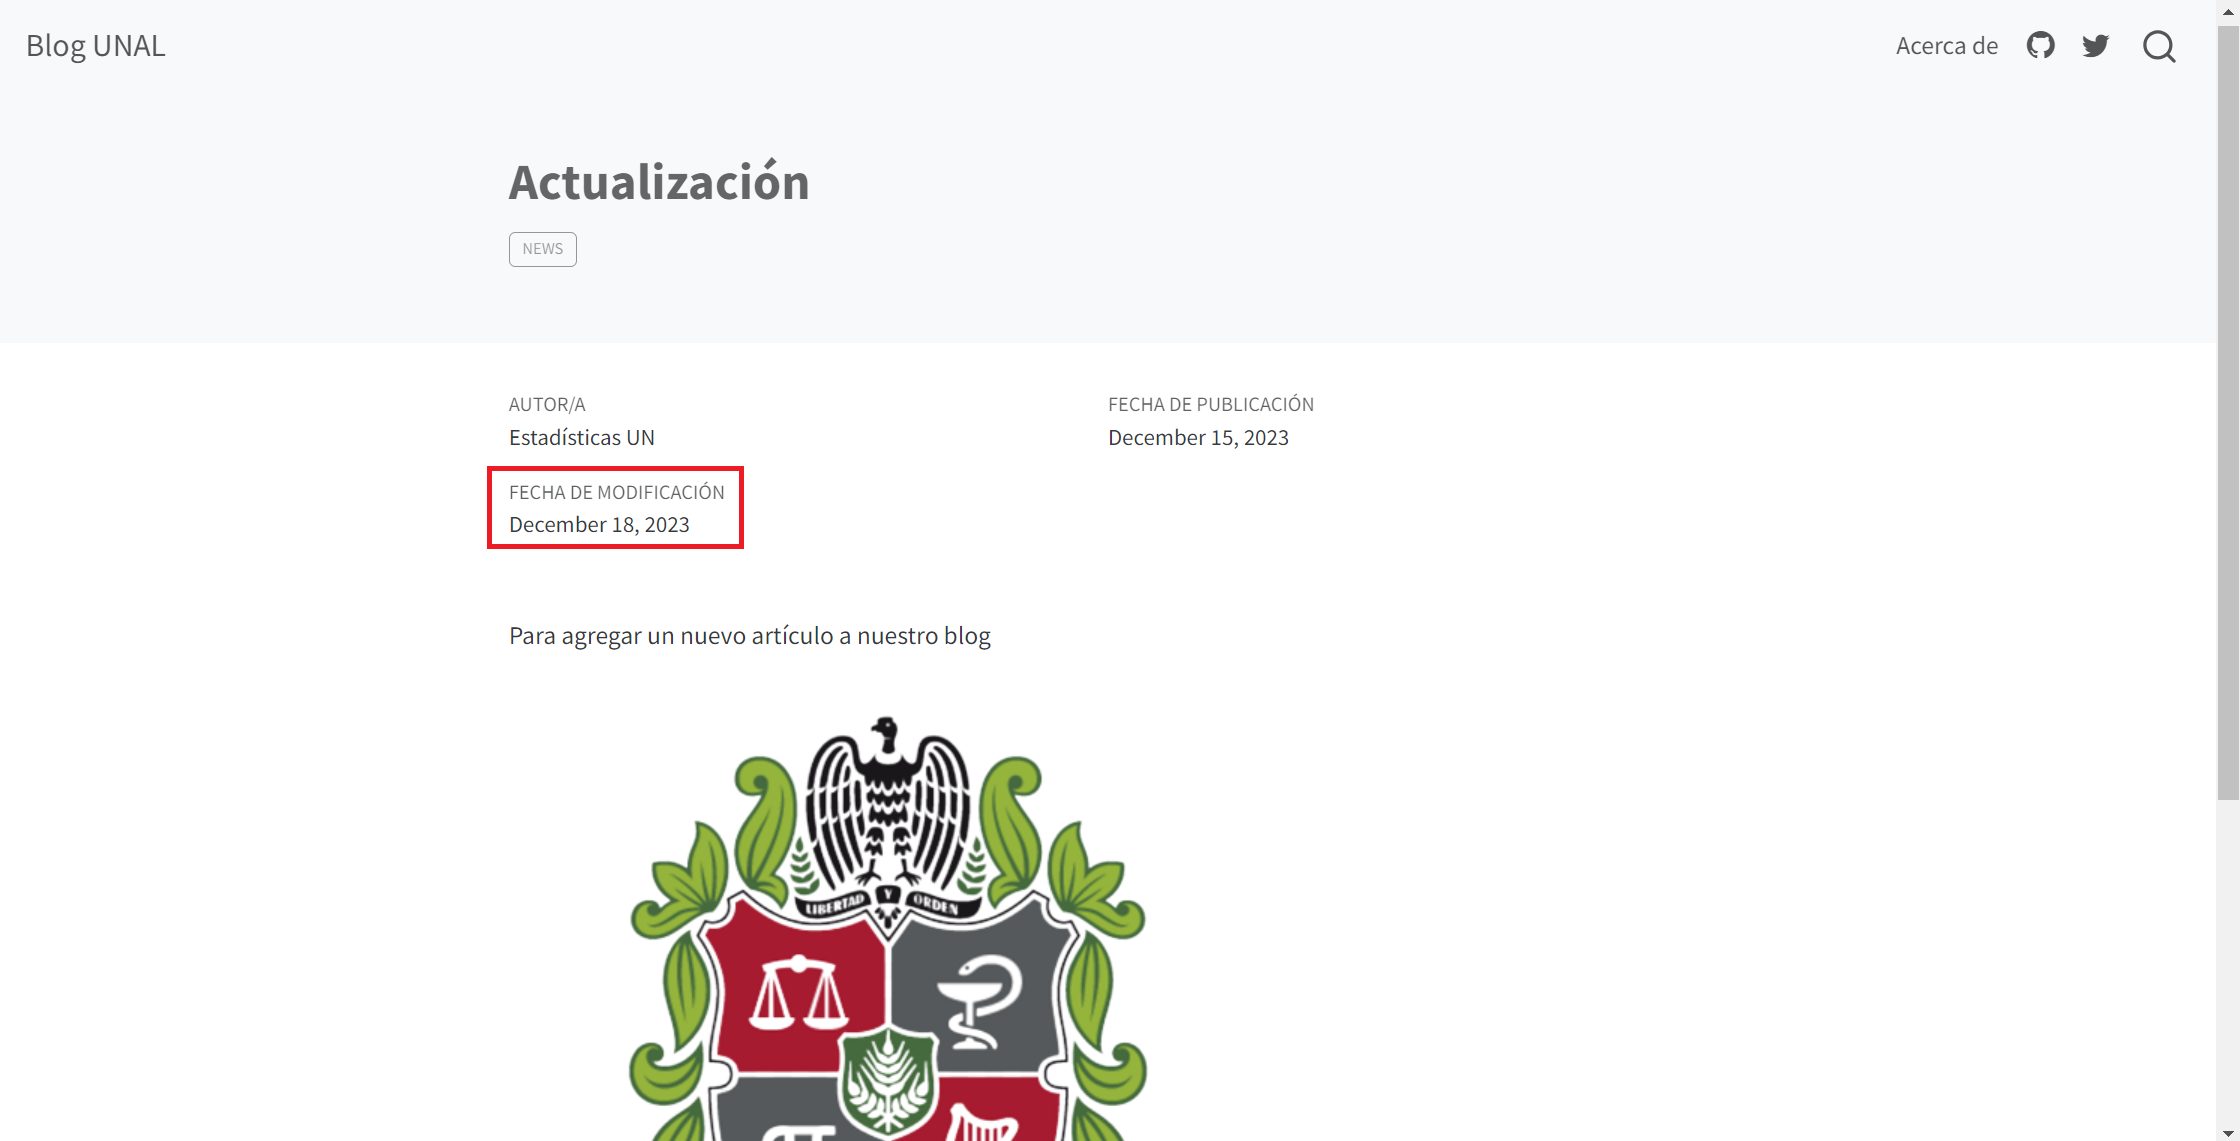 Blog UNAL
Acerca de
Actualización
NEWS
AUTOR/A
FECHA DE PUBLICACIÓN
Estadísticas UN
December 15, 2023
FECHA DE MODIFICACIÓN
December 18, 2023
Para agregar un nuevo artículo a nuestro blog
LIBERTAD Y ORDEN